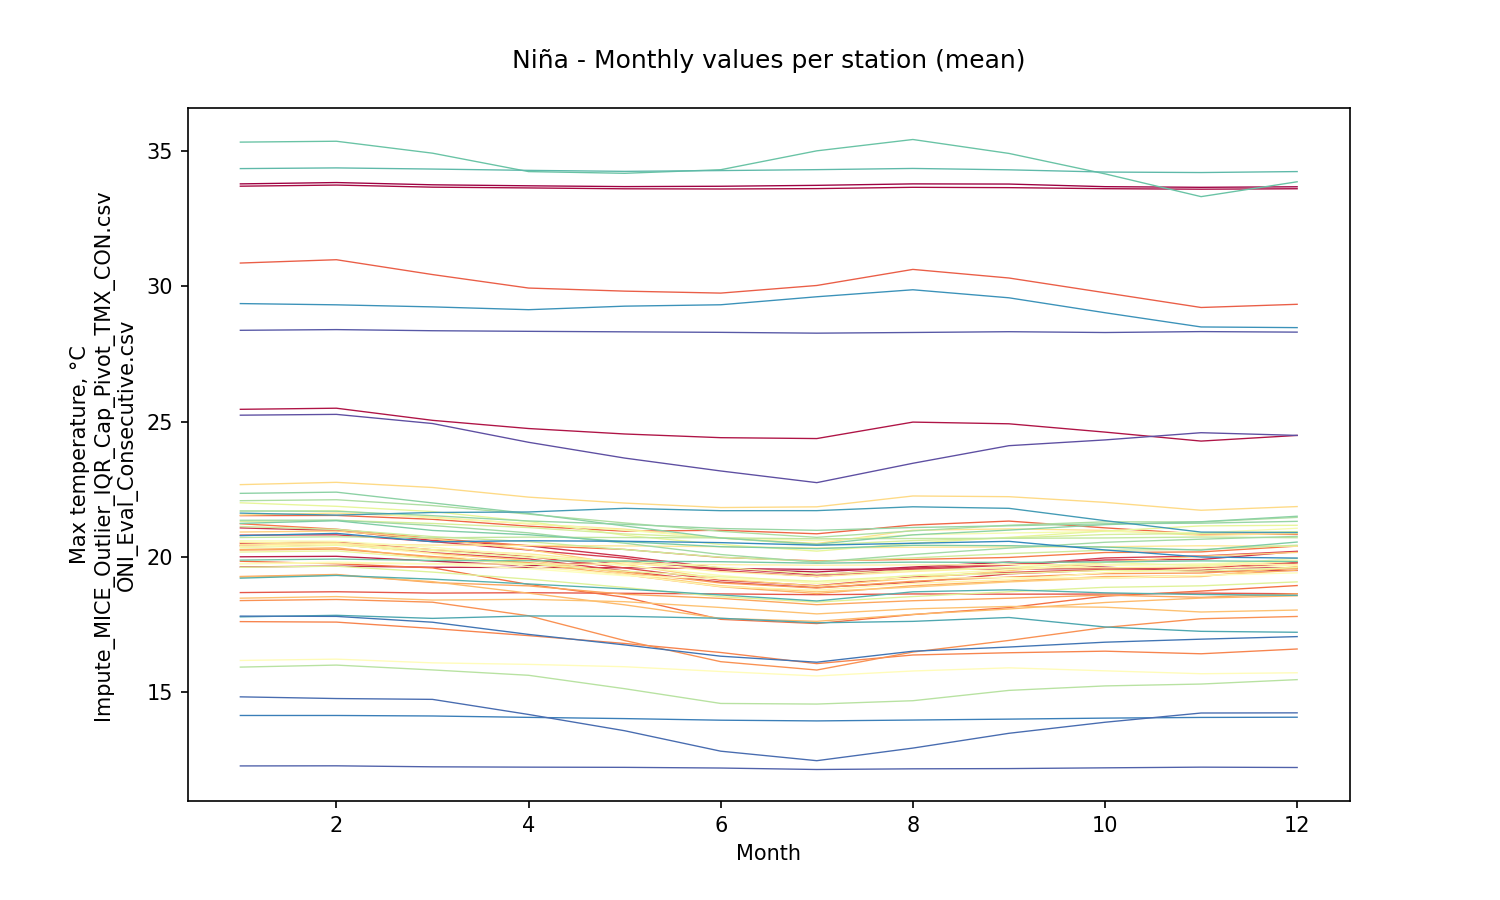 Niña - Monthly values per station (mean)
Max temperature, °C
Impute_MICE_Outlier_IQR_Cap_Pivot_TMX_CON.csv
ONI_Eval_Consecutive.csv
35
30
25
20
15
2 4 6 8 10 12
Month